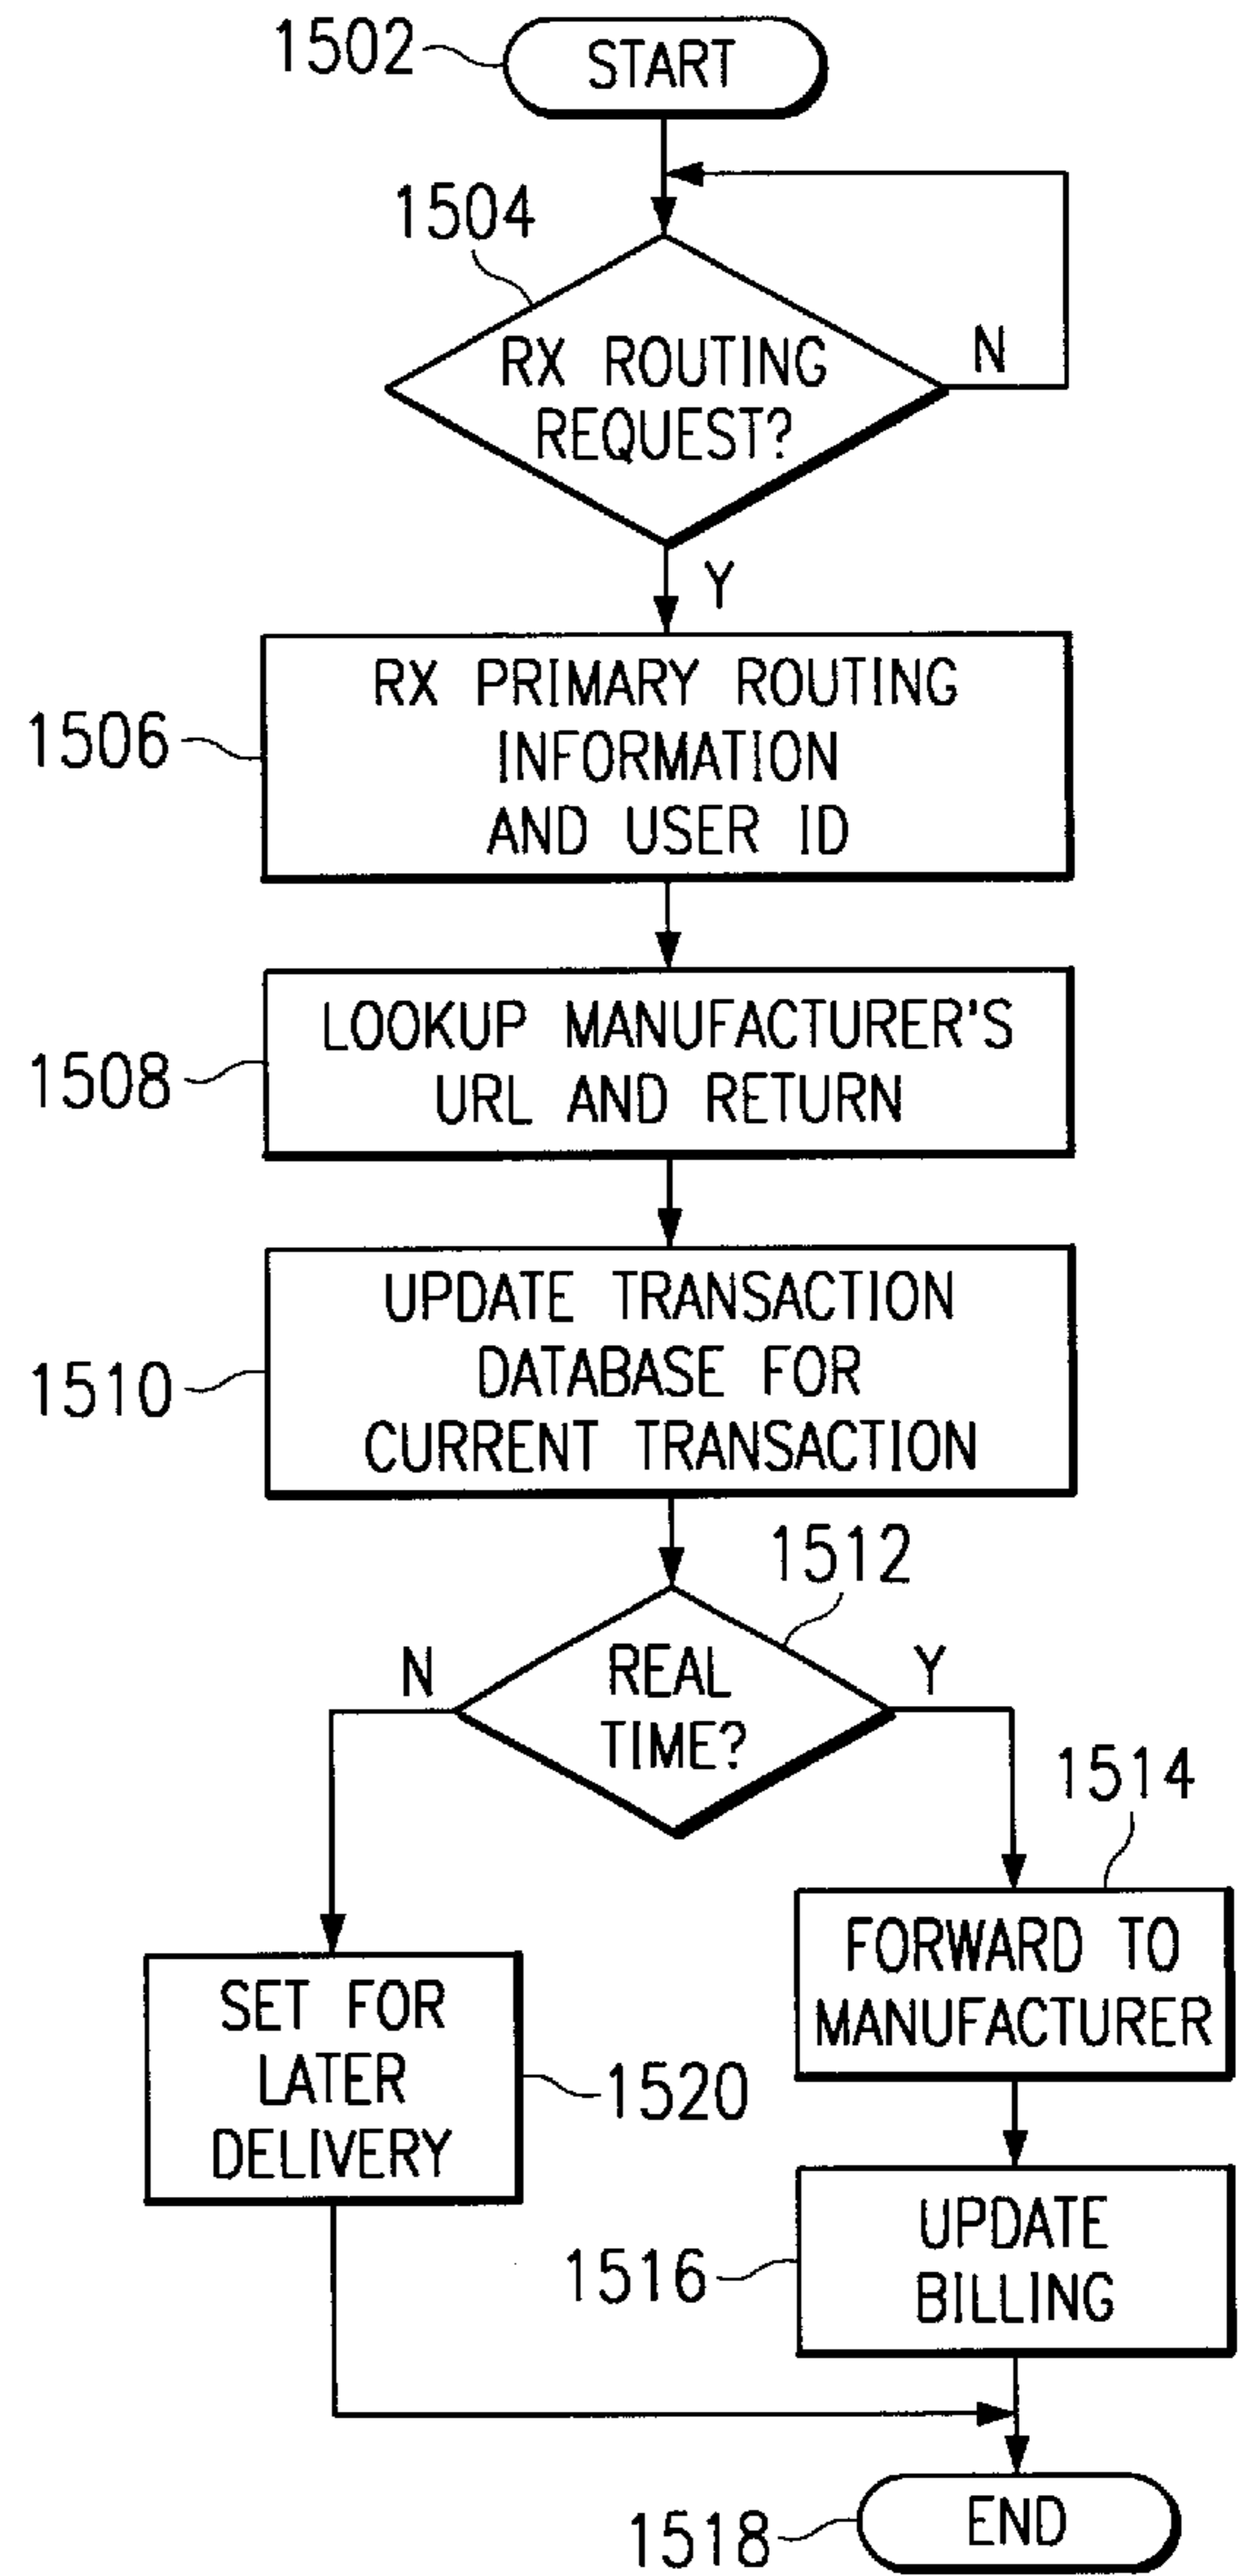 1502
START
1504
RX ROUTING
REQUEST?
N
Y
1506
RX PRIMARY ROUTING
INFORMATION
AND USER ID
1508
LOOKUP MANUFACTURER'S
URL AND RETURN
1510
UPDATE TRANSACTION
DATABASE FOR
CURRENT TRANSACTION
1512
N
REAL
TIME?
Y
1514
FORWARD TO
MANUFACTURER
SET FOR
LATER
DELIVERY
1520
1516
UPDATE
BILLING
1518
END